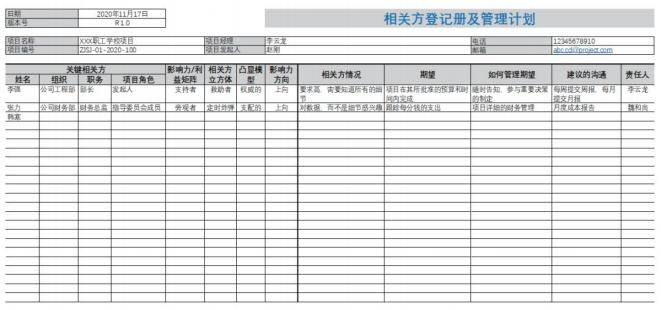 日期 2020年11月17日
版本号 R1.0
相关方登记册及管理计划
项目名称 XXX职工学校项目 项目经理 李云龙 电话 12345678910
项目编号 ZJSJ-01-2020-100 项目发起人 赵刚 邮箱 abc.cd@project.com
关键相关方 影响力/利益矩阵 相关方立方体 凸显模型 影响力方向 相关方情况 期望 如何管理期望 建议的沟通 责任人
姓名 组织 职务 项目角色
李强 公司工程部 部长 发起人 支持者 救助者 权威的 上向 要求高，需要知道所有的细节 项目在其所批准的预算和时间内完成 随时告知，参与重要决策的制定 每周提交周报，每月提交月报 李云龙
张力 公司财务部 财务总监 指导委员会成员 旁观者 定时炸弹 支配的 上向 对数据，而不是细节感兴趣 跟踪每分钱的支出 项目详细的财务管理 月度成本报告 魏和尚
韩寒